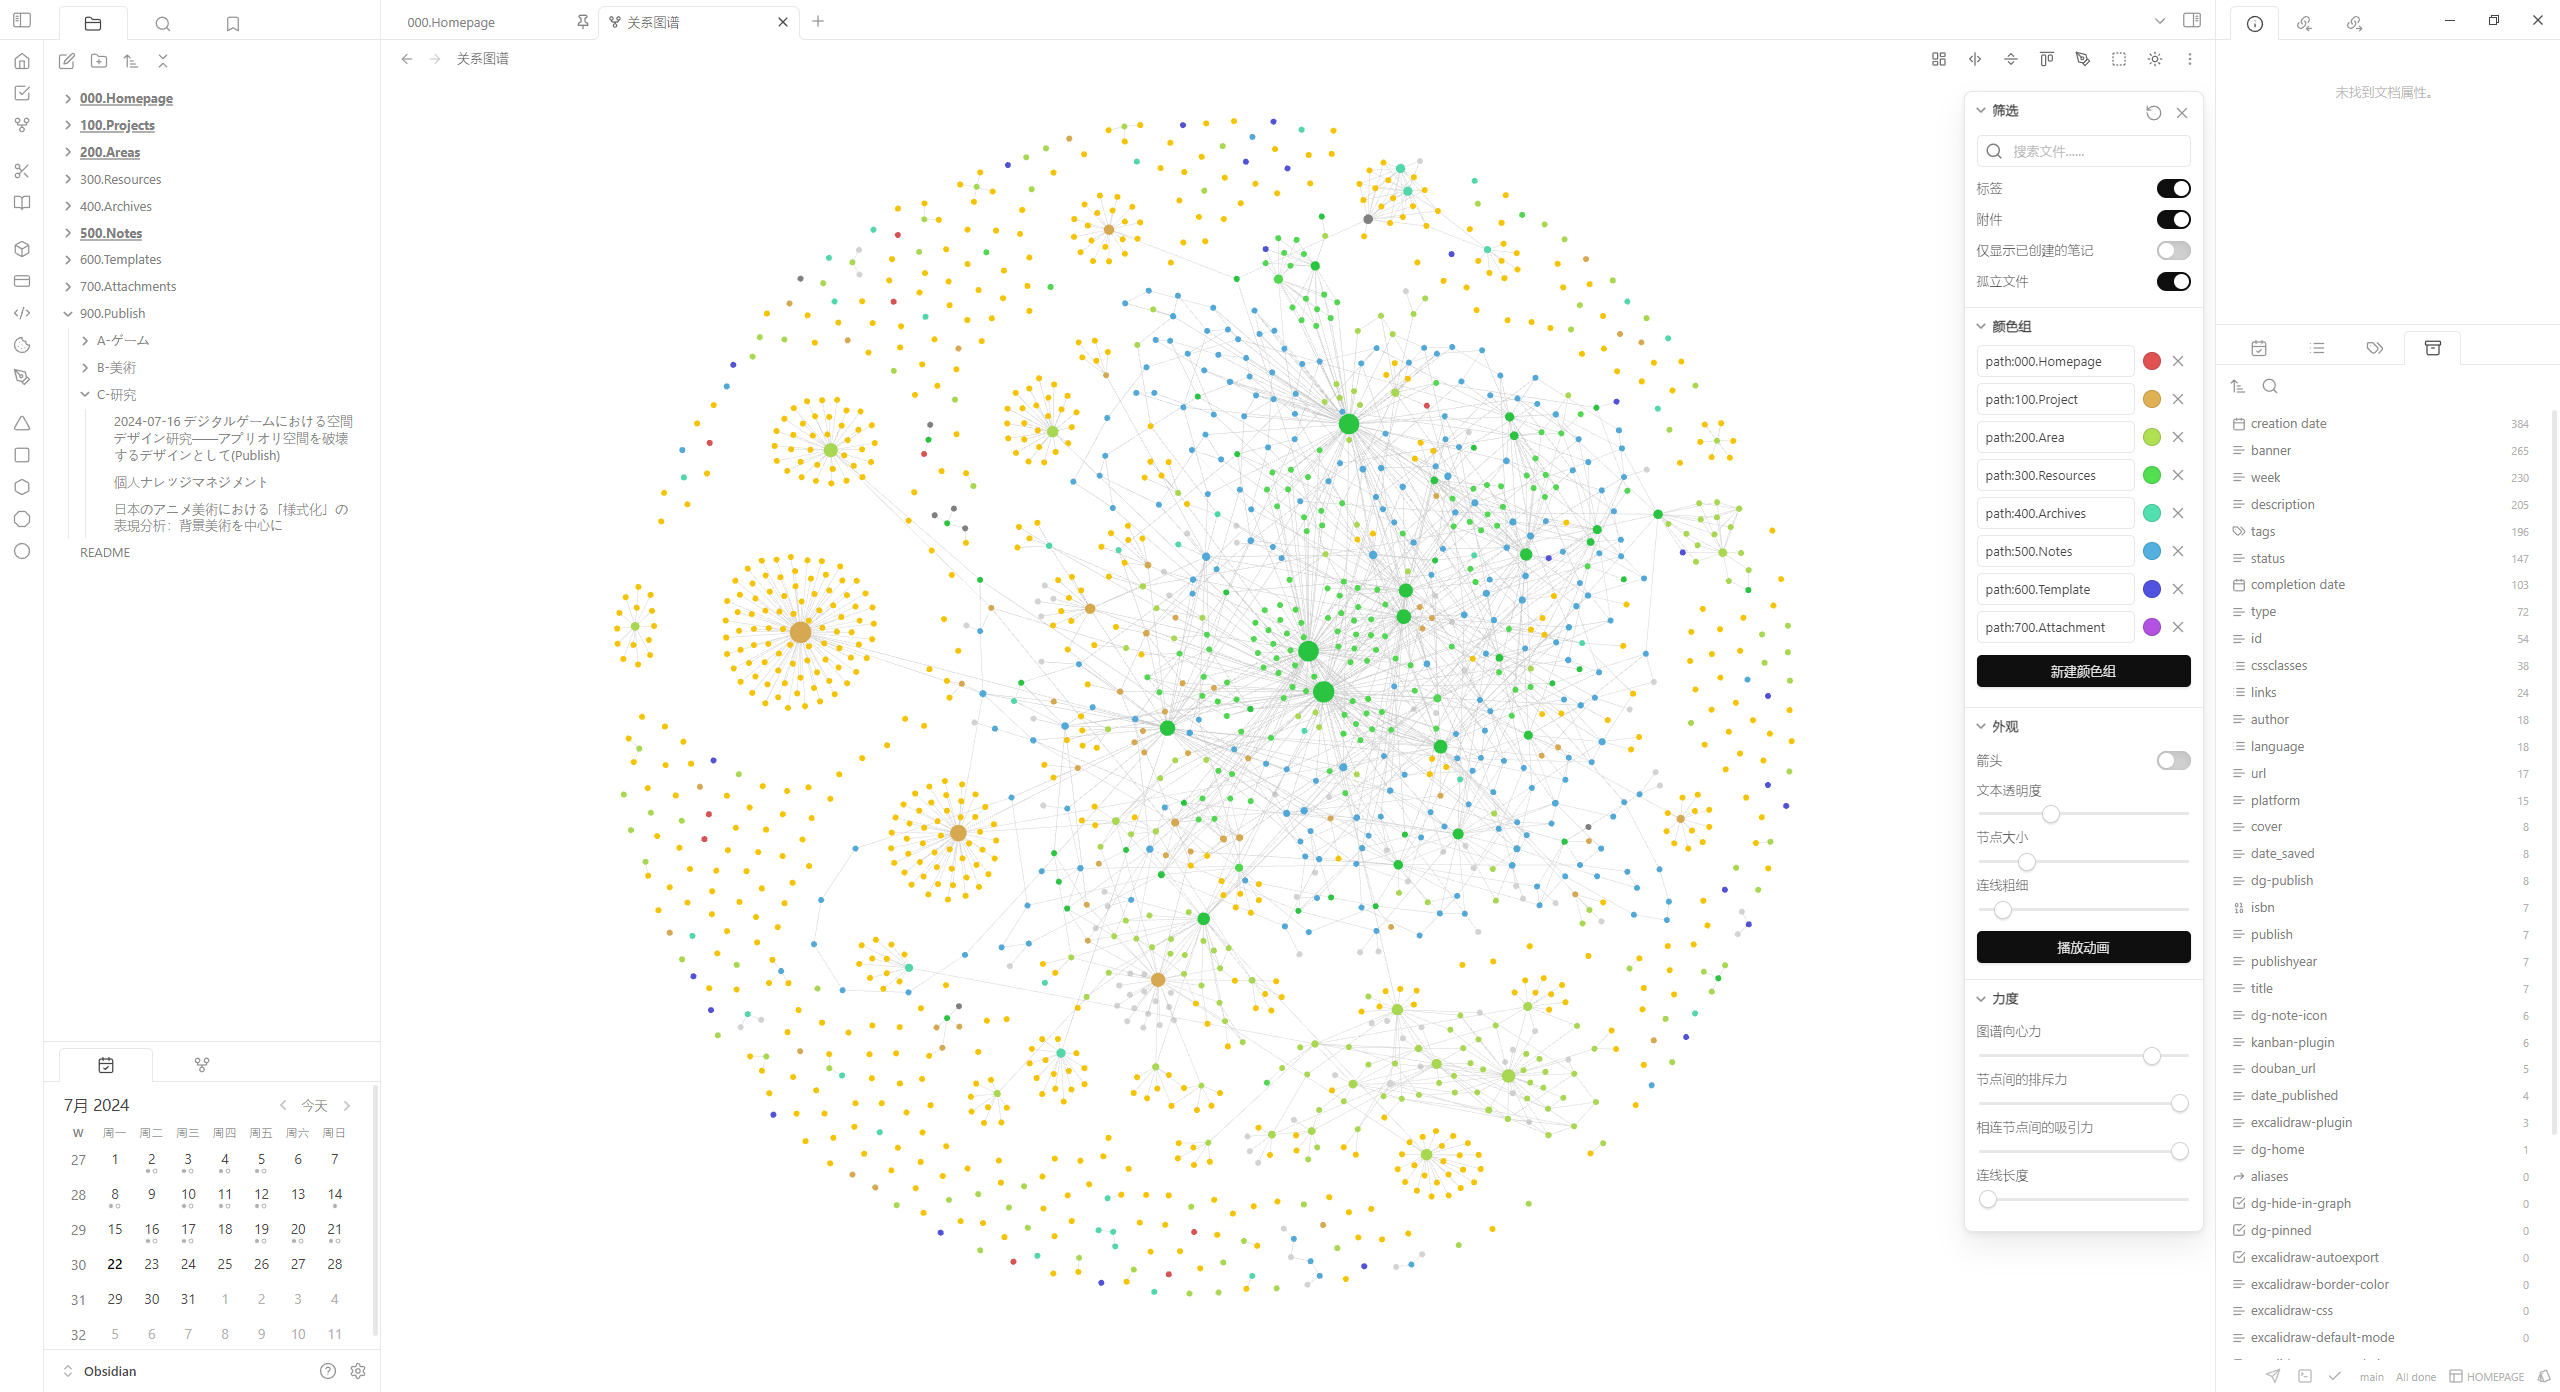 000.Homepage
关系图谱
关系图谱
000.Homepage
100.Projects
200.Areas
300.Resources
400.Archives
500.Notes
600.Templates
700.Attachments
900.Publish
A-ゲーム
B-美術
C-研究
2024-07-16 デジタルゲームにおける空間
デザイン研究——アプリオリ空間を破壊
するデザインとして(Publish)
個人ナレッジマネジメント
日本のアニメ美術における「様式化」の
表現分析：背景美術を中心に
README
7月 2024
今天
W 周一 周二 周三 周四 周五 周六 周日
27 1 2 3 4 5 6 7
28 8 9 10 11 12 13 14
29 15 16 17 18 19 20 21
30 22 23 24 25 26 27 28
31 29 30 31 1 2 3 4
32 5 6 7 8 9 10 11
Obsidian
筛选
搜索文件......
标签
附件
仅显示已创建的笔记
孤立文件
颜色组
path:000.Homepage
path:100.Project
path:200.Area
path:300.Resources
path:400.Archives
path:500.Notes
path:600.Template
path:700.Attachment
新建颜色组
外观
箭头
文本透明度
节点大小
连线粗细
播放动画
力度
图谱向心力
节点间的排斥力
相连节点间的吸引力
连线长度
未找到文档属性。
creation date 384
banner 265
week 230
description 205
tags 196
status 147
completion date 103
type 72
id 54
cssclasses 38
links 24
author 18
language 18
url 17
platform 15
cover 8
date_saved 8
dg-publish 8
isbn 7
publish 7
publishyear 7
title 7
dg-note-icon 6
kanban-plugin 6
douban_url 5
date_published 4
excalidraw-plugin 3
dg-home 1
aliases 0
dg-hide-in-graph 0
dg-pinned 0
excalidraw-autoexport 0
excalidraw-border-color 0
excalidraw-css 0
excalidraw-default-mode 0
main All done HOMEPAGE